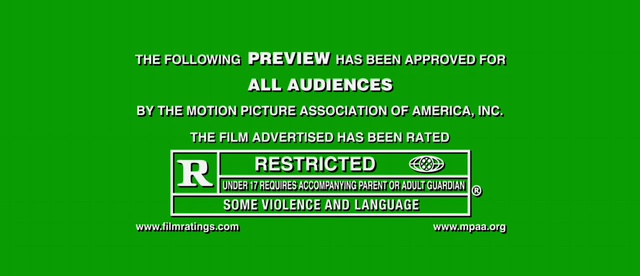 THE FOLLOWING PREVIEW HAS BEEN APPROVED FOR
ALL AUDIENCES
BY THE MOTION PICTURE ASSOCIATION OF AMERICA, INC.
THE FILM ADVERTISED HAS BEEN RATED
R RESTRICTED
UNDER 17 REQUIRES ACCOMPANYING PARENT OR ADULT GUARDIAN ®
SOME VIOLENCE AND LANGUAGE
www.filmratings.com www.mpaa.org